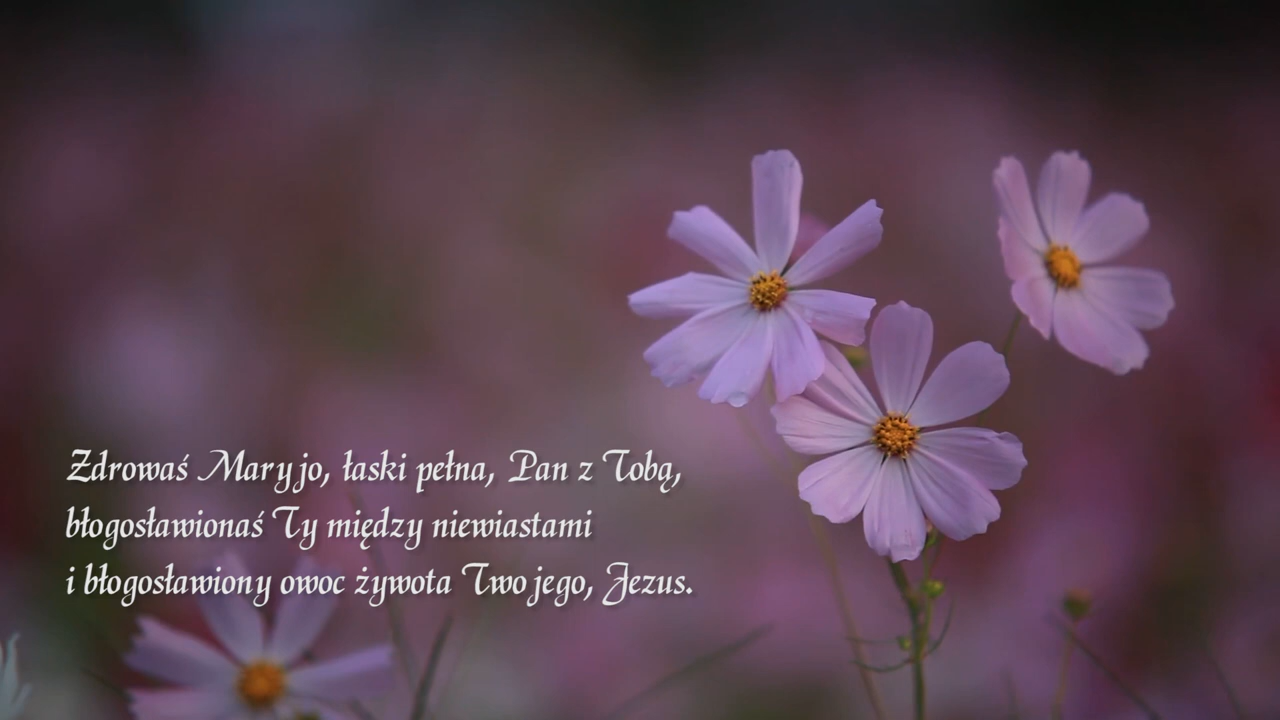 Zdrowaś Maryjo, łaski pełna, Pan z Tobą,
błogosławionaś Ty między niewiastami
i błogosławiony owoc żywota Twojego, Jezus.